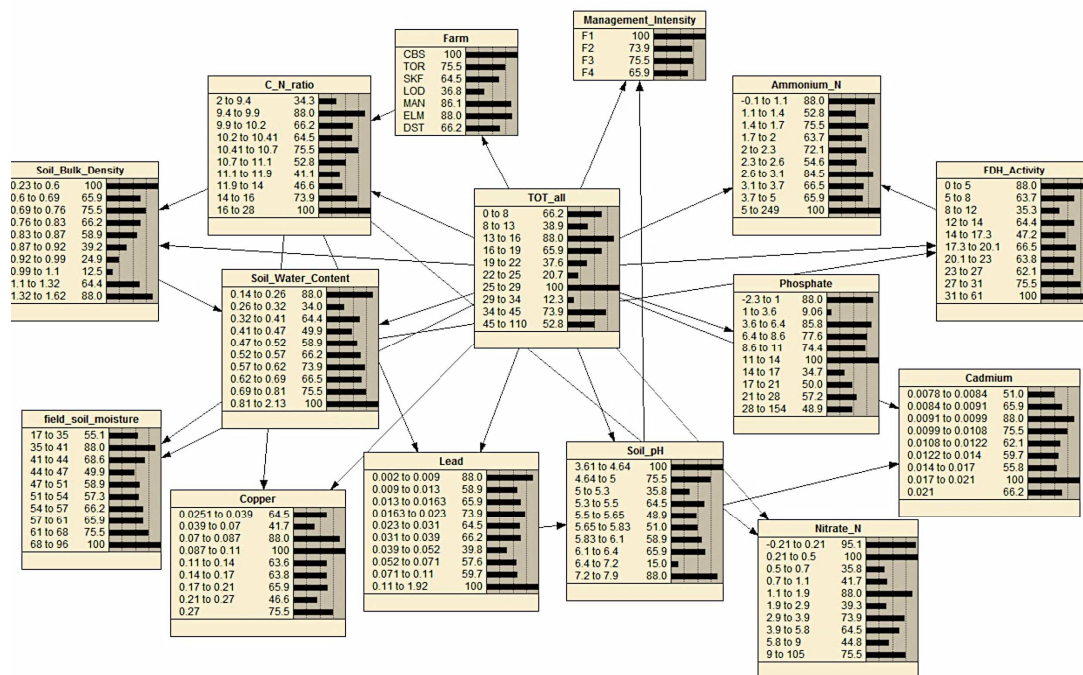 Management_Intensity
F1 100
F2 73.9
F3 75.5
F4 65.9
Farm
CBS 100
TOR 75.5
SKF 64.5
LOD 36.8
MAN 86.1
ELM 88.0
DST 66.2
C_N_ratio
2 to 9.4 34.3
9.4 to 9.9 88.0
9.9 to 10.2 66.2
10.2 to 10.41 64.5
10.41 to 10.7 75.5
10.7 to 11.1 52.8
11.1 to 11.9 41.1
11.9 to 14 46.6
14 to 16 73.9
16 to 28 100
Ammonium_N
-0.1 to 1.1 88.0
1.1 to 1.4 52.8
1.4 to 1.7 75.5
1.7 to 2 63.7
2 to 2.3 72.1
2.3 to 2.6 54.6
2.6 to 3.1 84.5
3.1 to 3.7 66.5
3.7 to 5 65.9
5 to 249 100
Soil_Bulk_Density
0.23 to 0.6 100
0.6 to 0.69 65.9
0.69 to 0.76 75.5
0.76 to 0.83 66.2
0.83 to 0.87 58.9
0.87 to 0.92 39.2
0.92 to 0.99 24.9
0.99 to 1.1 12.5
1.1 to 1.32 64.4
1.32 to 1.62 88.0
FDH_Activity
0 to 5 88.0
5 to 8 63.7
8 to 12 35.3
12 to 14 64.4
14 to 17.3 47.2
17.3 to 20.1 66.5
20.1 to 23 63.8
23 to 27 62.1
27 to 31 75.5
31 to 61 100
TOT_all
0 to 8 66.2
8 to 13 38.9
13 to 16 88.0
16 to 19 65.9
19 to 22 37.6
22 to 25 20.7
25 to 29 100
29 to 34 12.3
34 to 45 73.9
45 to 110 52.8
Soil_Water_Content
0.14 to 0.26 88.0
0.26 to 0.32 34.0
0.32 to 0.41 64.4
0.41 to 0.47 49.9
0.47 to 0.52 58.9
0.52 to 0.57 66.2
0.57 to 0.62 73.9
0.62 to 0.69 66.5
0.69 to 0.81 75.5
0.81 to 2.13 100
Phosphate
-2.3 to 1 88.0
1 to 3.6 9.06
3.6 to 6.4 85.8
6.4 to 8.6 77.6
8.6 to 11 74.4
11 to 14 100
14 to 17 34.7
17 to 21 50.0
21 to 28 57.2
28 to 154 48.9
Cadmium
0.0078 to 0.0084 51.0
0.0084 to 0.0091 65.9
0.0091 to 0.0099 88.0
0.0099 to 0.0108 75.5
0.0108 to 0.0122 62.1
0.0122 to 0.014 59.7
0.014 to 0.017 55.8
0.017 to 0.021 100
0.021 66.2
field_soil_moisture
17 to 35 55.1
35 to 41 88.0
41 to 44 68.6
44 to 47 49.9
47 to 51 58.9
51 to 54 57.3
54 to 57 66.2
57 to 61 65.9
61 to 68 75.5
68 to 96 100
Lead
0.002 to 0.009 88.0
0.009 to 0.013 58.9
0.013 to 0.0163 65.9
0.0163 to 0.023 73.9
0.023 to 0.031 64.5
0.031 to 0.039 66.2
0.039 to 0.052 39.8
0.052 to 0.071 57.6
0.071 to 0.11 59.7
0.11 to 1.92 100
Soil_pH
3.61 to 4.64 100
4.64 to 5 75.5
5 to 5.3 35.8
5.3 to 5.5 64.5
5.5 to 5.65 48.9
5.65 to 5.83 51.0
5.83 to 6.1 58.9
6.1 to 6.4 65.9
6.4 to 7.2 15.0
7.2 to 7.9 88.0
Copper
0.0251 to 0.039 64.5
0.039 to 0.07 41.7
0.07 to 0.087 88.0
0.087 to 0.11 100
0.11 to 0.14 63.6
0.14 to 0.17 63.8
0.17 to 0.21 65.9
0.21 to 0.27 46.6
0.27 75.5
Nitrate_N
-0.21 to 0.21 95.1
0.21 to 0.5 100
0.5 to 0.7 35.8
0.7 to 1.1 41.7
1.1 to 1.9 88.0
1.9 to 2.9 39.3
2.9 to 3.9 73.9
3.9 to 5.8 64.5
5.8 to 9 44.8
9 to 105 75.5